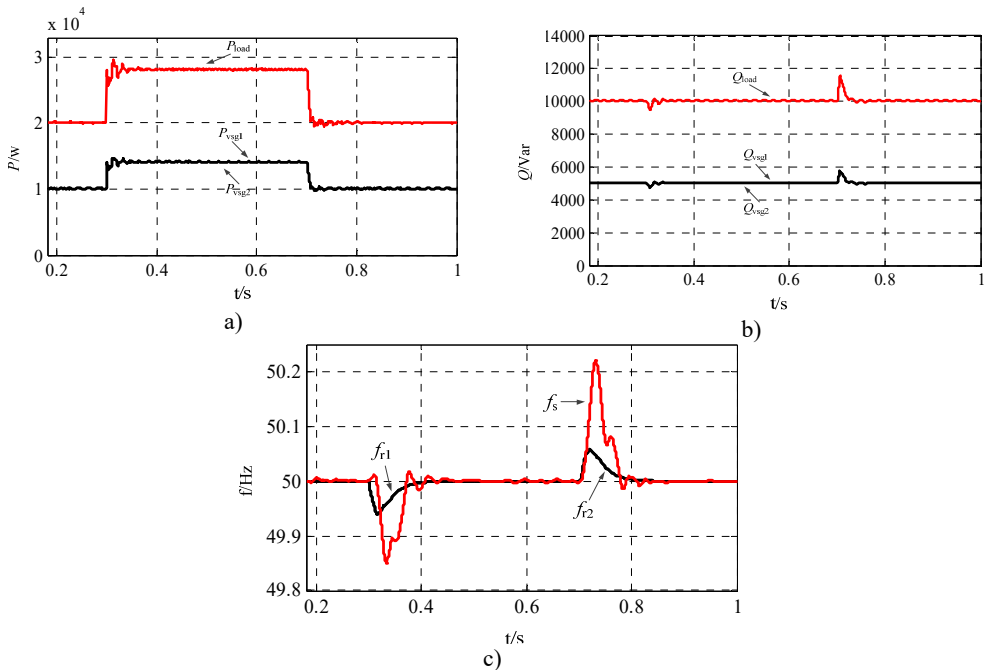 x 10⁴
3
2
1
0
P/w
P_load
P_vsg1
P_vsg2
0.2 0.4 0.6 0.8 1
t/s
a)
14000
12000
10000
8000
6000
4000
2000
0
Q/Var
Q_load
Q_vsg1
Q_vsg2
0.2 0.4 0.6 0.8 1
t/s
b)
50.2
50.1
50
49.9
49.8
f/Hz
f_s
f_r1
f_r2
0.2 0.4 0.6 0.8 1
t/s
c)